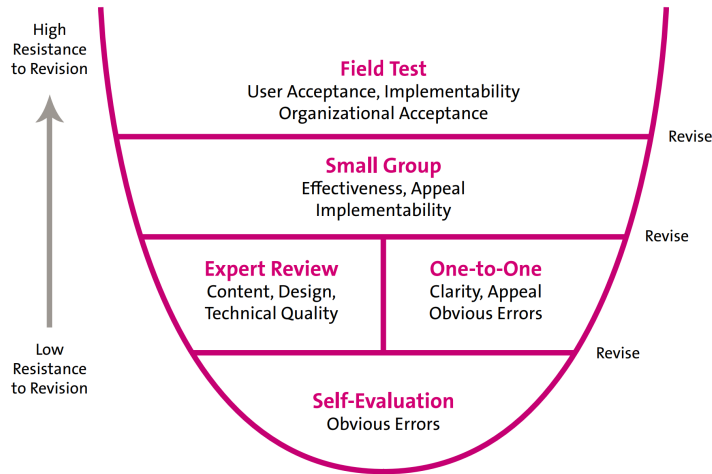 High
Resistance
to Revision
Field Test
User Acceptance, Implementability
Organizational Acceptance
Revise
Small Group
Effectiveness, Appeal
Implementability
Revise
Expert Review
Content, Design,
Technical Quality
One-to-One
Clarity, Appeal
Obvious Errors
Revise
Low
Resistance
to Revision
Self-Evaluation
Obvious Errors